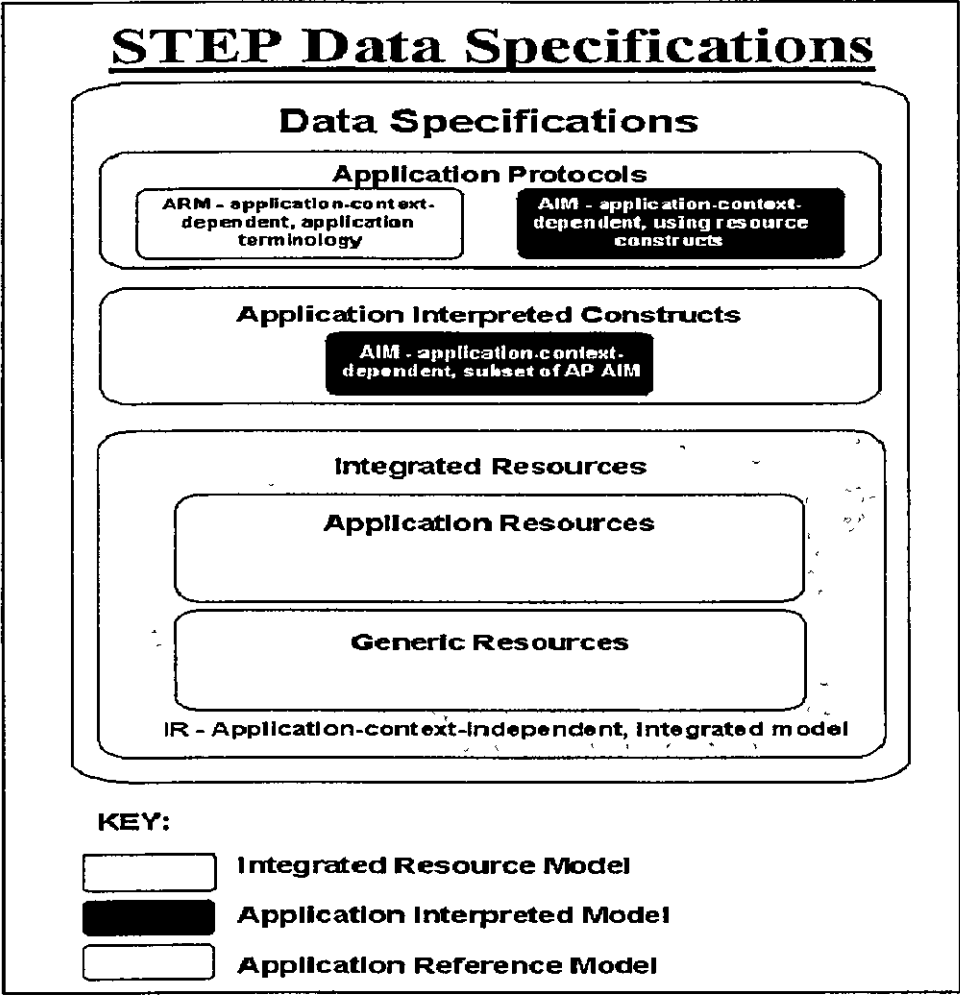 STEP Data Specifications
Data Specifications
Application Protocols
ARM - application-context-
dependent, application
terminology
AIM - application-context-
dependent, using resource
constructs
Application Interpreted Constructs
AIM - application-context-
dependent, subset of AP AIM
Integrated Resources
Application Resources
Generic Resources
IR - Application-context-independent, integrated model
KEY:
Integrated Resource Model
Application Interpreted Model
Application Reference Model